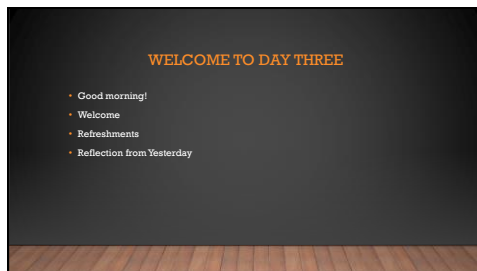 WELCOME TO DAY THREE
• Good morning!
• Welcome
• Refreshments
• Reflection from Yesterday